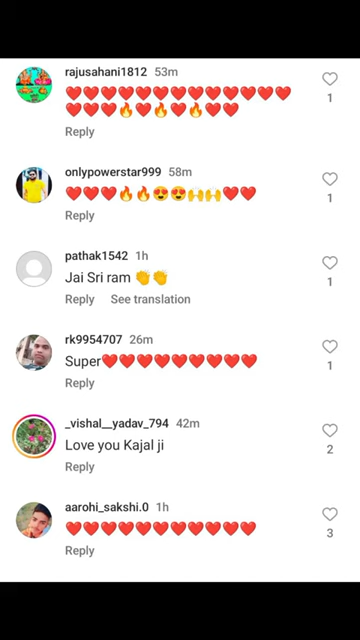 rajusahani1812 53m
❤️❤️❤️❤️❤️❤️❤️❤️❤️❤️❤️❤️❤️
❤️❤️❤️🔥❤️🔥❤️🔥❤️❤️
1
Reply
onlypowerstar999 58m
❤️❤️❤️🔥🔥😍😍🙌🙌❤️❤️
1
Reply
pathak1542 1h
Jai Sri ram 👏👏
1
Reply See translation
rk9954707 26m
Super❤️❤️❤️❤️❤️❤️❤️❤️❤️
1
Reply
_vishal__yadav_794 42m
Love you Kajal ji
2
Reply
aarohi_sakshi.0 1h
❤️❤️❤️❤️❤️❤️❤️❤️❤️❤️❤️
3
Reply